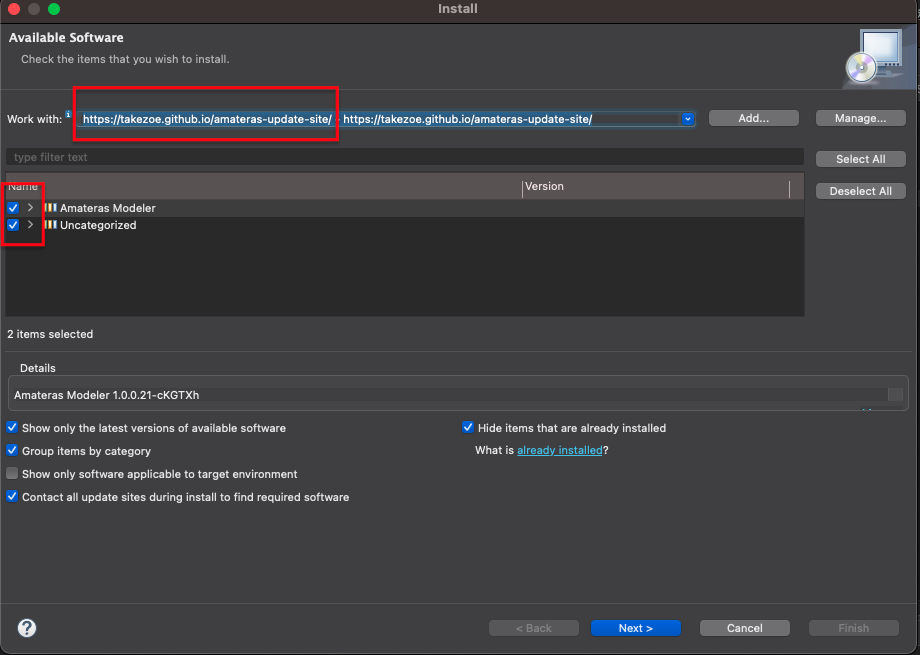 Install
Available Software
Check the items that you wish to install.
Work with: https://takezoe.github.io/amateras-update-site/ - https://takezoe.github.io/amateras-update-site/ Add... Manage...
type filter text
Select All
Name Version
Deselect All
Amateras Modeler
Uncategorized
2 items selected
Details
Amateras Modeler 1.0.0.21-cKGTXh
Show only the latest versions of available software Hide items that are already installed
Group items by category What is already installed?
Show only software applicable to target environment
Contact all update sites during install to find required software
? < Back Next > Cancel Finish